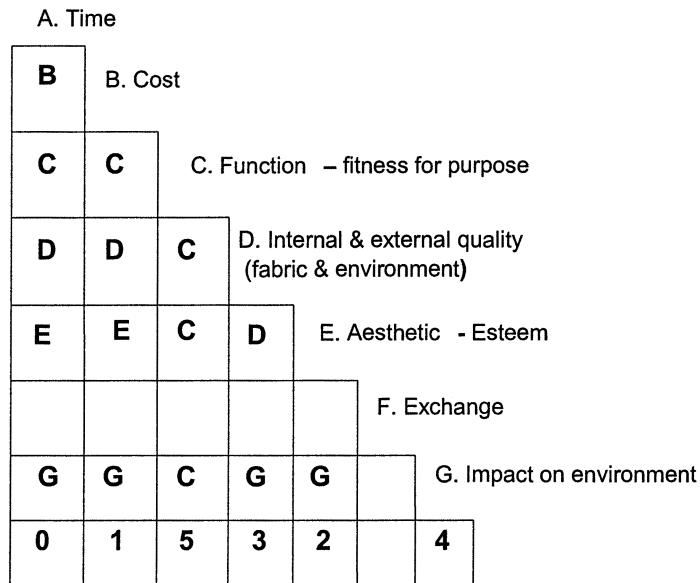 A. Time
B B. Cost
C C C. Function – fitness for purpose
D D C D. Internal & external quality
(fabric & environment)
E E C D E. Aesthetic - Esteem
F. Exchange
G G C G G G. Impact on environment
0 1 5 3 2 4